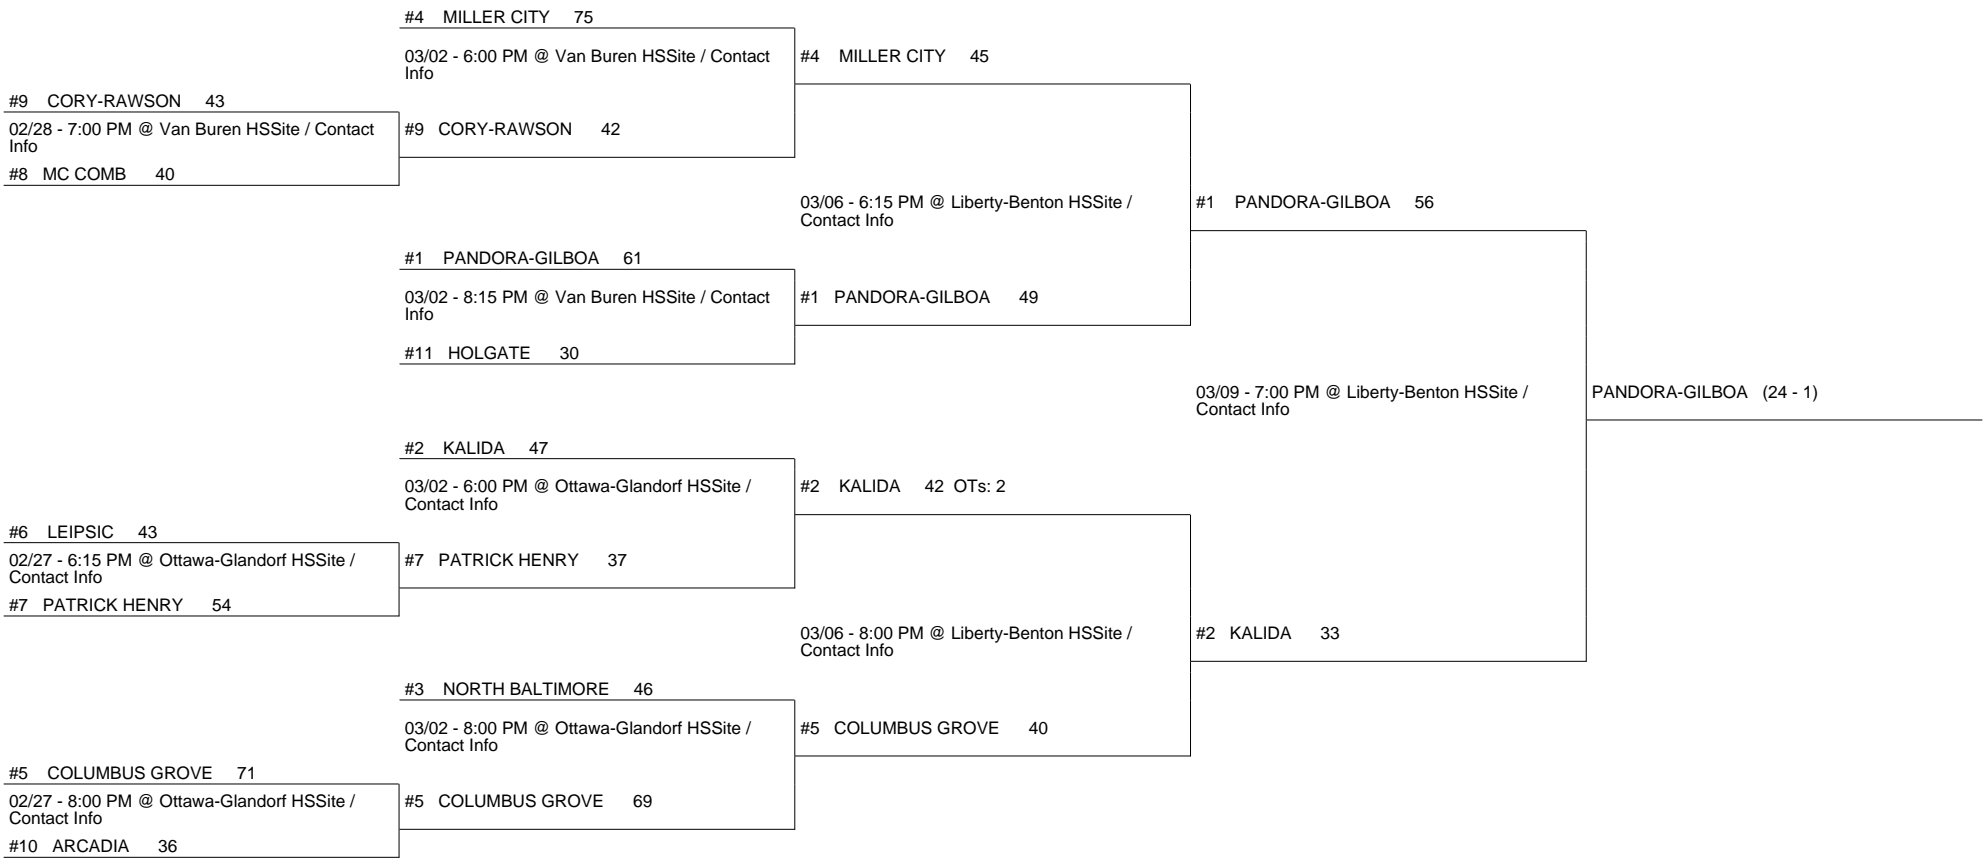 #4 MILLER CITY 75
03/02 - 6:00 PM @ Van Buren HSSite / Contact
Info
#4 MILLER CITY 45
#9 CORY-RAWSON 43
02/28 - 7:00 PM @ Van Buren HSSite / Contact
Info
#8 MC COMB 40
#9 CORY-RAWSON 42
03/06 - 6:15 PM @ Liberty-Benton HSSite /
Contact Info
#1 PANDORA-GILBOA 56
#1 PANDORA-GILBOA 61
03/02 - 8:15 PM @ Van Buren HSSite / Contact
Info
#1 PANDORA-GILBOA 49
#11 HOLGATE 30
03/09 - 7:00 PM @ Liberty-Benton HSSite /
Contact Info
PANDORA-GILBOA (24 - 1)
#2 KALIDA 47
03/02 - 6:00 PM @ Ottawa-Glandorf HSSite /
Contact Info
#2 KALIDA 42 OTs: 2
#6 LEIPSIC 43
02/27 - 6:15 PM @ Ottawa-Glandorf HSSite /
Contact Info
#7 PATRICK HENRY 54
#7 PATRICK HENRY 37
03/06 - 8:00 PM @ Liberty-Benton HSSite /
Contact Info
#2 KALIDA 33
#3 NORTH BALTIMORE 46
03/02 - 8:00 PM @ Ottawa-Glandorf HSSite /
Contact Info
#5 COLUMBUS GROVE 40
#5 COLUMBUS GROVE 71
02/27 - 8:00 PM @ Ottawa-Glandorf HSSite /
Contact Info
#10 ARCADIA 36
#5 COLUMBUS GROVE 69